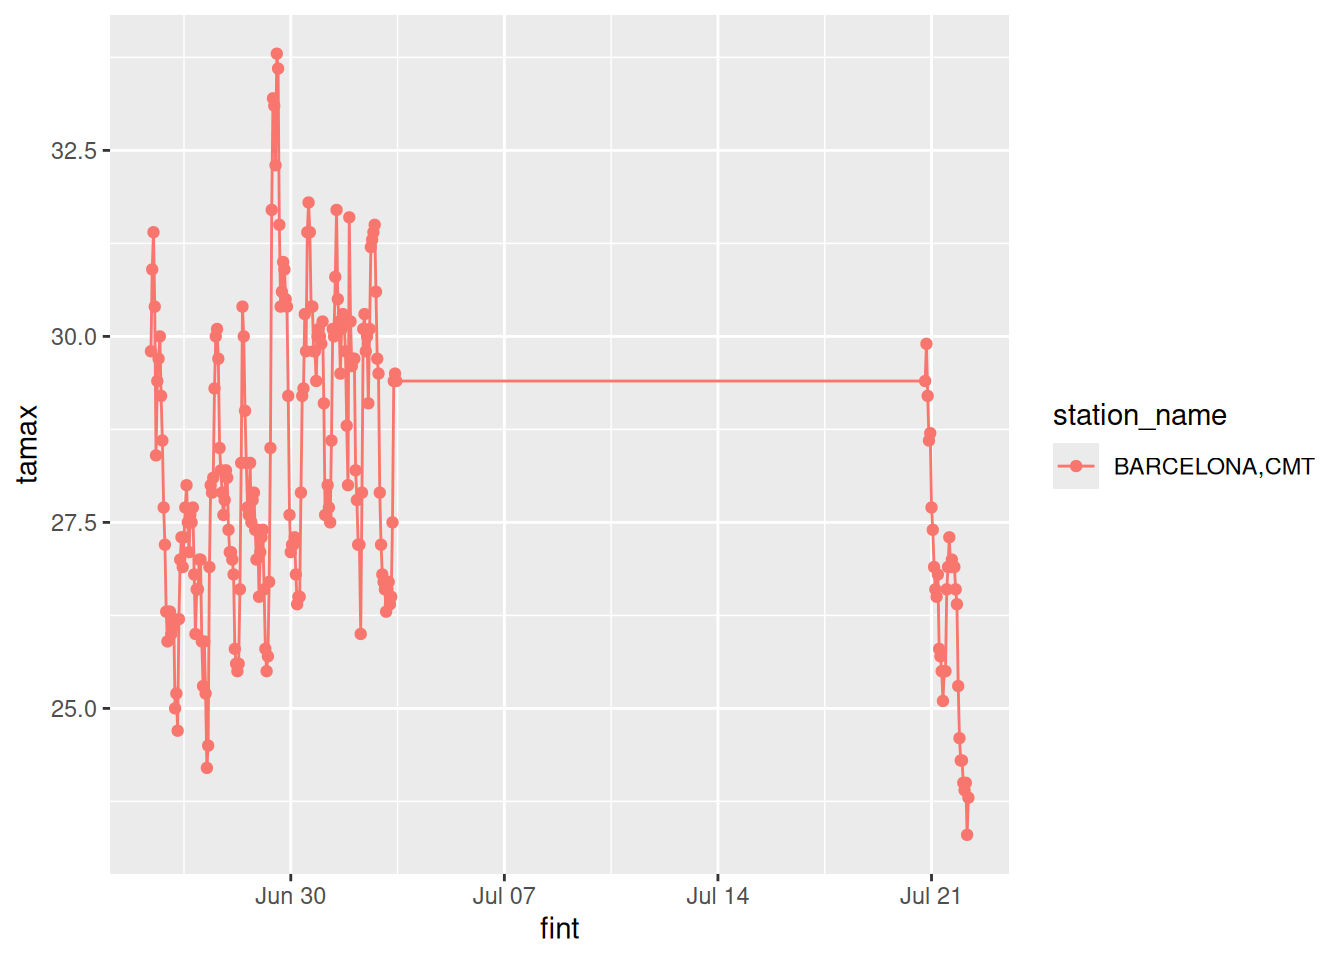 32.5
30.0
27.5
25.0
tamax
Jun 30
Jul 07
Jul 14
Jul 21
fint
station_name
BARCELONA,CMT